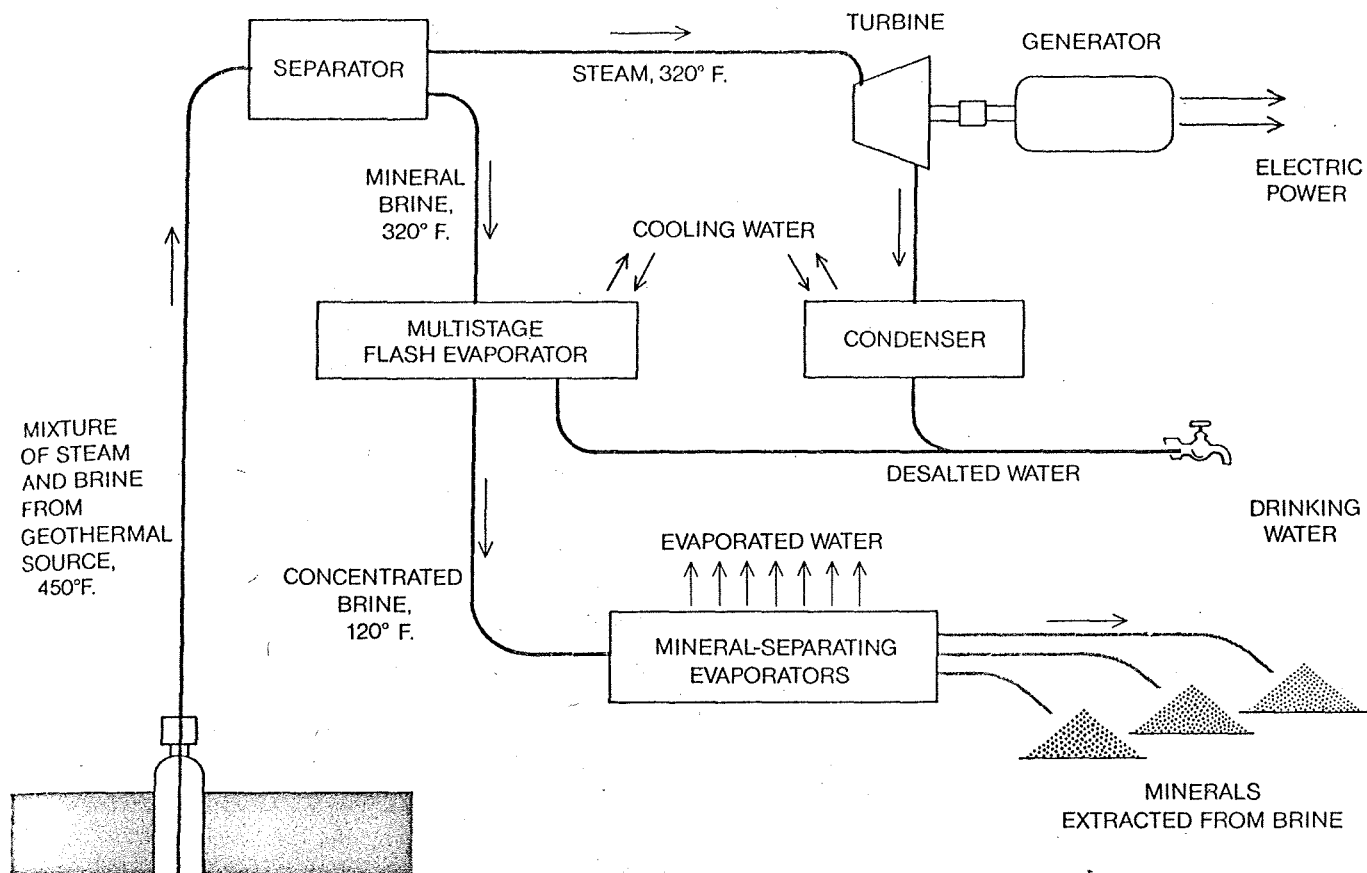 TURBINE
GENERATOR
SEPARATOR
STEAM, 320° F.
ELECTRIC
POWER
MINERAL
BRINE,
320° F.
COOLING WATER
MULTISTAGE
FLASH EVAPORATOR
CONDENSER
MIXTURE
OF STEAM
AND BRINE
FROM
GEOTHERMAL
SOURCE,
450°F.
DESALTED WATER
DRINKING
WATER
EVAPORATED WATER
CONCENTRATED
BRINE,
120° F.
MINERAL-SEPARATING
EVAPORATORS
MINERALS
EXTRACTED FROM BRINE